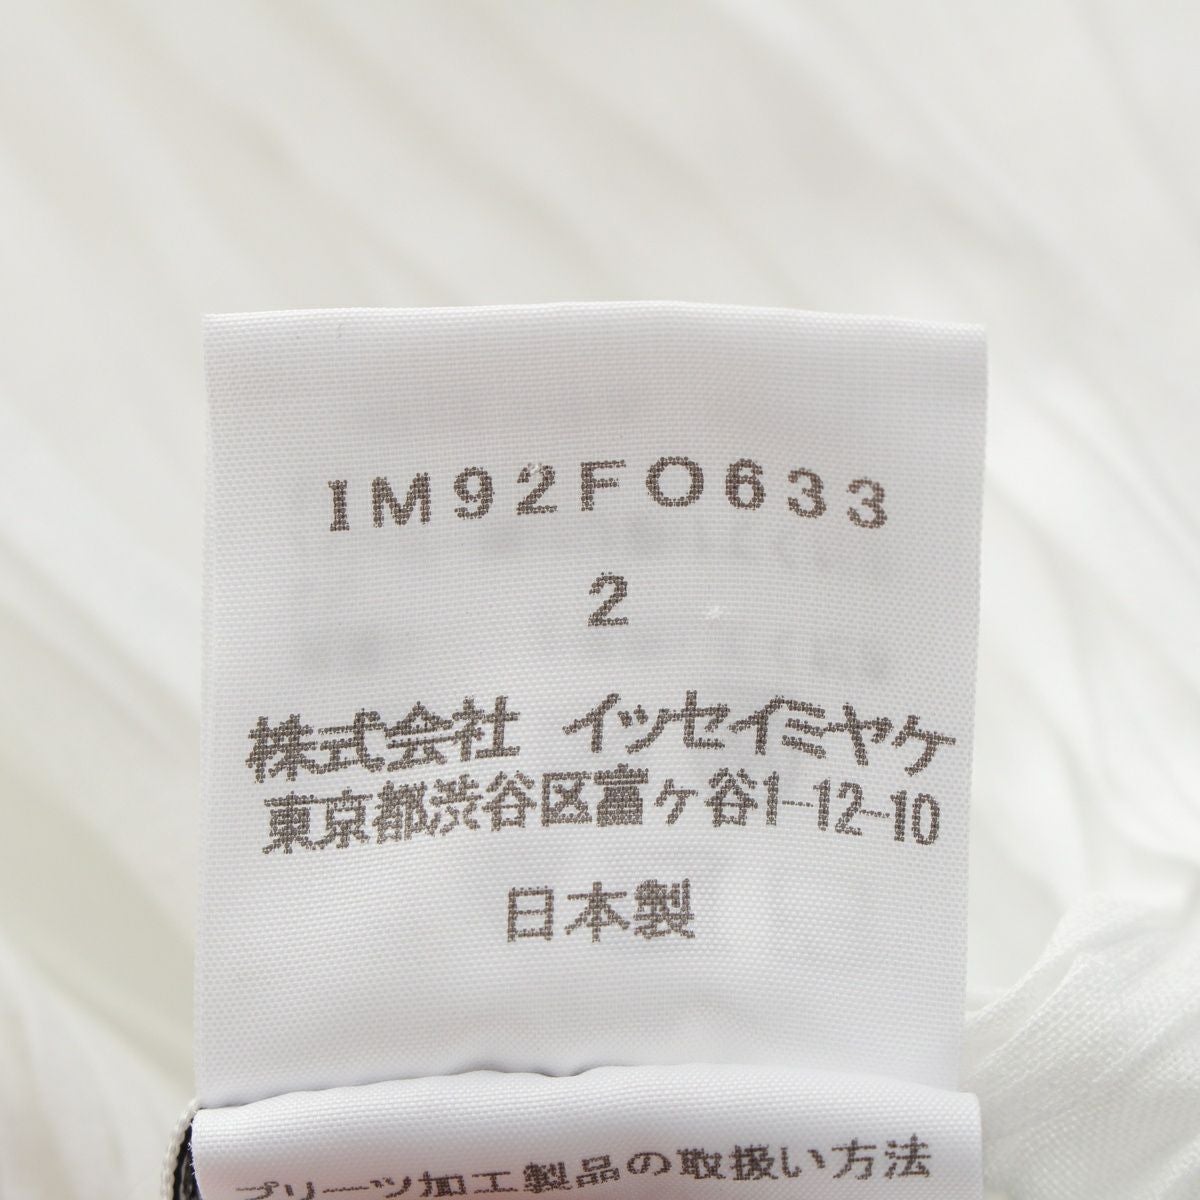 IM92FO633
2
株式会社 イッセイミヤケ
東京都渋谷区富ヶ谷1-12-10
日本製
プリーツ加工製品の取扱い方法